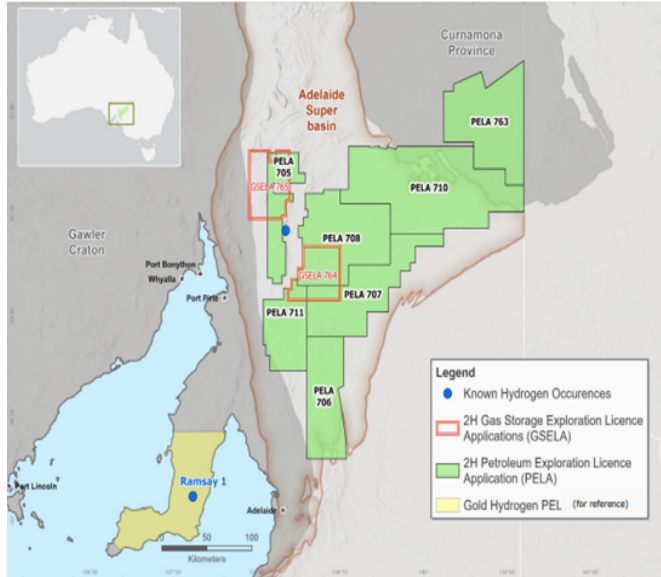 Curnamona
Province
Adelaide
Super
basin
PELA 763
PELA
705
GSELA 765
PELA 710
Gawler
Craton
PELA 708
Port Bonython
Whyalla
GSELA 764
Port Pirie
PELA 707
PELA 711
PELA
706
Legend
Known Hydrogen Occurences
2H Gas Storage Exploration Licence
Applications (GSELA)
2H Petroleum Exploration Licence
Application (PELA)
Gold Hydrogen PEL (for reference)
Ramsay 1
Port Lincoln
Adelaide
0 50 100
Kilometers